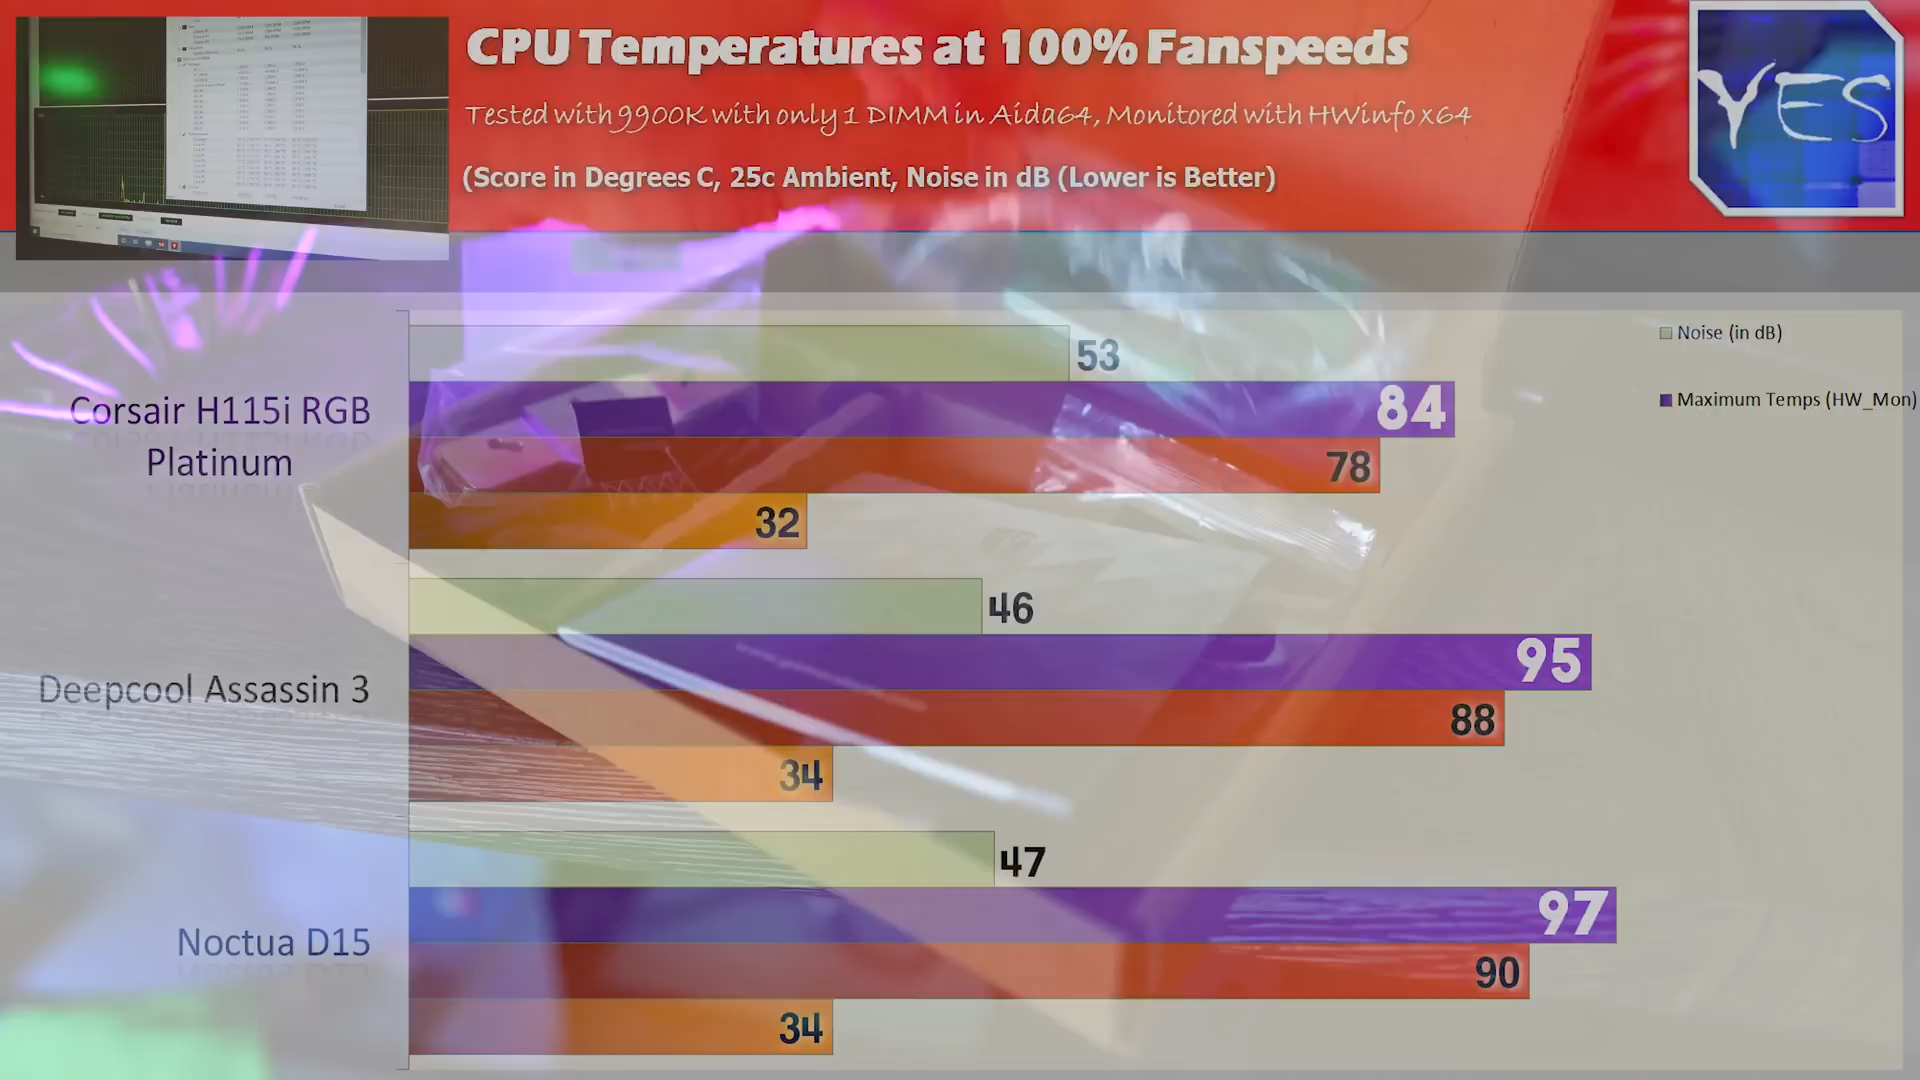 CPU Temperatures at 100% Fanspeeds
Tested with 9900K with only 1 DIMM in Aida64, Monitored with HWinfo x64
(Score in Degrees C, 25c Ambient, Noise in dB (Lower is Better)
YES
Noise (in dB)
Maximum Temps (HW_Mon)
Corsair H115i RGB
Platinum
53
84
78
32
Deepcool Assassin 3
46
95
88
34
Noctua D15
47
97
90
34